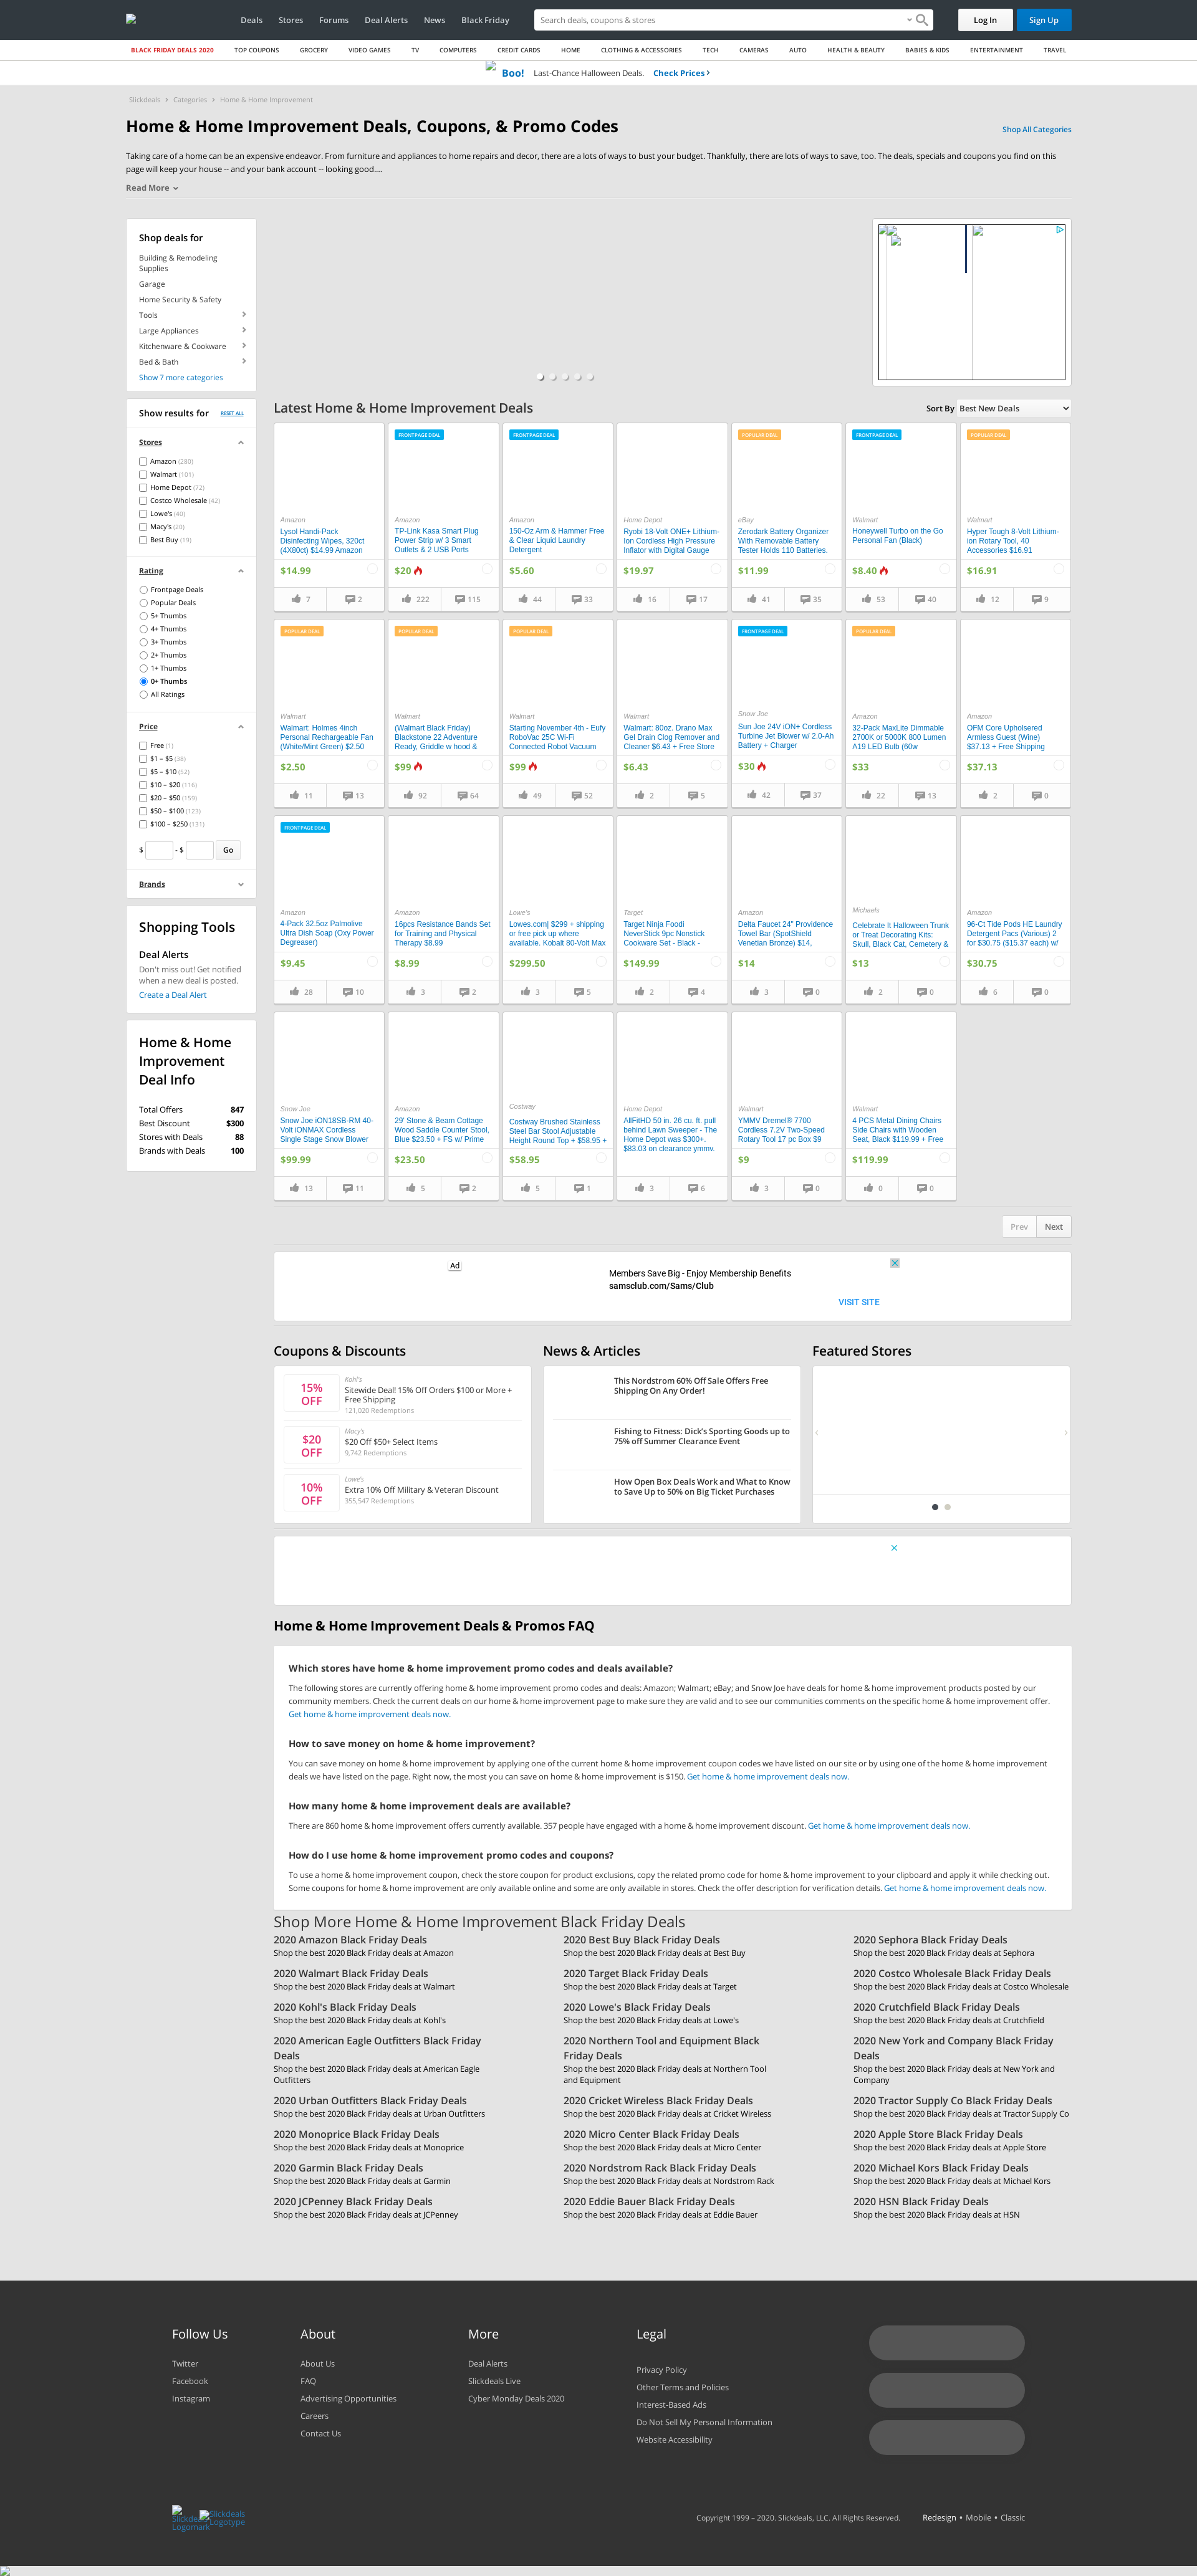 Deals
Stores
Forums
Deal Alerts
News
Black Friday
Search deals, coupons & stores
Log In
Sign Up
BLACK FRIDAY DEALS 2020
TOP COUPONS
GROCERY
VIDEO GAMES
TV
COMPUTERS
CREDIT CARDS
HOME
CLOTHING & ACCESSORIES
TECH
CAMERAS
AUTO
HEALTH & BEAUTY
BABIES & KIDS
ENTERTAINMENT
TRAVEL
Boo! Last-Chance Halloween Deals. Check Prices
Slickdeals > Categories > Home & Home Improvement
Home & Home Improvement Deals, Coupons, & Promo Codes
Shop All Categories
Taking care of a home can be an expensive endeavor. From furniture and appliances to home repairs and decor, there are a lots of ways to bust your budget. Thankfully, there are lots of ways to save, too. The deals, specials and coupons you find on this
page will keep your house -- and your bank account -- looking good....
Read More
Shop deals for
Building & Remodeling
Supplies
Garage
Home Security & Safety
Tools
Large Appliances
Kitchenware & Cookware
Bed & Bath
Show 7 more categories
Show results for
RESET ALL
Stores
Amazon (280)
Walmart (101)
Home Depot (72)
Costco Wholesale (42)
Lowe's (40)
Macy's (20)
Best Buy (19)
Rating
Frontpage Deals
Popular Deals
5+ Thumbs
4+ Thumbs
3+ Thumbs
2+ Thumbs
1+ Thumbs
0+ Thumbs
All Ratings
Price
Free (1)
$1 – $5 (38)
$5 – $10 (52)
$10 – $20 (116)
$20 – $50 (159)
$50 – $100 (123)
$100 – $250 (131)
$ - $ Go
Brands
Shopping Tools
Deal Alerts
Don't miss out! Get notified
when a new deal is posted.
Create a Deal Alert
Home & Home
Improvement
Deal Info
Total Offers 847
Best Discount $300
Stores with Deals 88
Brands with Deals 100
Latest Home & Home Improvement Deals
Sort By Best New Deals
Amazon
Lysol Handi-Pack
Disinfecting Wipes, 320ct
(4X80ct) $14.99 Amazon
$14.99
7 2
FRONTPAGE DEAL
Amazon
TP-Link Kasa Smart Plug
Power Strip w/ 3 Smart
Outlets & 2 USB Ports
$20
222 115
FRONTPAGE DEAL
Amazon
150-Oz Arm & Hammer Free
& Clear Liquid Laundry
Detergent
$5.60
44 33
Home Depot
Ryobi 18-Volt ONE+ Lithium-
Ion Cordless High Pressure
Inflator with Digital Gauge
$19.97
16 17
POPULAR DEAL
eBay
Zerodark Battery Organizer
With Removable Battery
Tester Holds 110 Batteries.
$11.99
41 35
FRONTPAGE DEAL
Walmart
Honeywell Turbo on the Go
Personal Fan (Black)
$8.40
53 40
POPULAR DEAL
Walmart
Hyper Tough 8-Volt Lithium-
ion Rotary Tool, 40
Accessories $16.91
$16.91
12 9
POPULAR DEAL
Walmart
Walmart: Holmes 4inch
Personal Rechargeable Fan
(White/Mint Green) $2.50
$2.50
11 13
POPULAR DEAL
Walmart
(Walmart Black Friday)
Blackstone 22 Adventure
Ready, Griddle w hood &
$99
92 64
POPULAR DEAL
Walmart
Starting November 4th - Eufy
RoboVac 25C Wi-Fi
Connected Robot Vacuum
$99
49 52
Walmart
Walmart: 80oz. Drano Max
Gel Drain Clog Remover and
Cleaner $6.43 + Free Store
$6.43
2 5
FRONTPAGE DEAL
Snow Joe
Sun Joe 24V iON+ Cordless
Turbine Jet Blower w/ 2.0-Ah
Battery + Charger
$30
42 37
POPULAR DEAL
Amazon
32-Pack MaxLite Dimmable
2700K or 5000K 800 Lumen
A19 LED Bulb (60w
$33
22 13
Amazon
OFM Core Upholsered
Armless Guest (Wine)
$37.13 + Free Shipping
$37.13
2 0
FRONTPAGE DEAL
Amazon
4-Pack 32.5oz Palmolive
Ultra Dish Soap (Oxy Power
Degreaser)
$9.45
28 10
Amazon
16pcs Resistance Bands Set
for Training and Physical
Therapy $8.99
$8.99
3 2
Lowe's
Lowes.com| $299 + shipping
or free pick up where
available. Kobalt 80-Volt Max
$299.50
3 5
Target
Target Ninja Foodi
NeverStick 9pc Nonstick
Cookware Set - Black -
$149.99
2 4
Amazon
Delta Faucet 24" Providence
Towel Bar (SpotShield
Venetian Bronze) $14,
$14
3 0
Michaels
Celebrate It Halloween Trunk
or Treat Decorating Kits:
Skull, Black Cat, Cemetery &
$13
2 0
Amazon
96-Ct Tide Pods HE Laundry
Detergent Pacs (Various) 2
for $30.75 ($15.37 each) w/
$30.75
6 0
Snow Joe
Snow Joe iON18SB-RM 40-
Volt iONMAX Cordless
Single Stage Snow Blower
$99.99
13 11
Amazon
29' Stone & Beam Cottage
Wood Saddle Counter Stool,
Blue $23.50 + FS w/ Prime
$23.50
5 2
Costway
Costway Brushed Stainless
Steel Bar Stool Adjustable
Height Round Top + $58.95 +
$58.95
5 1
Home Depot
AllFitHD 50 in. 26 cu. ft. pull
behind Lawn Sweeper - The
Home Depot was $300+.
$83.03 on clearance ymmv.
3 6
Walmart
YMMV Dremel® 7700
Cordless 7.2V Two-Speed
Rotary Tool 17 pc Box $9
$9
3 0
Walmart
4 PCS Metal Dining Chairs
Side Chairs with Wooden
Seat, Black $119.99 + Free
$119.99
0 0
Prev Next
Ad
Members Save Big - Enjoy Membership Benefits
samsclub.com/Sams/Club
VISIT SITE
Coupons & Discounts
15%
OFF
Kohl's
Sitewide Deal! 15% Off Orders $100 or More +
Free Shipping
121,020 Redemptions
$20
OFF
Macy's
$20 Off $50+ Select Items
9,742 Redemptions
10%
OFF
Lowe's
Extra 10% Off Military & Veteran Discount
355,547 Redemptions
News & Articles
This Nordstrom 60% Off Sale Offers Free
Shipping On Any Order!
Fishing to Fitness: Dick's Sporting Goods up to
75% off Summer Clearance Event
How Open Box Deals Work and What to Know
to Save Up to 50% on Big Ticket Purchases
Featured Stores
Home & Home Improvement Deals & Promos FAQ
Which stores have home & home improvement promo codes and deals available?
The following stores are currently offering home & home improvement promo codes and deals: Amazon; Walmart; eBay; and Snow Joe have deals for home & home improvement products posted by our
community members. Check the current deals on our home & home improvement page to make sure they are valid and to see our communities comments on the specific home & home improvement offer.
Get home & home improvement deals now.
How to save money on home & home improvement?
You can save money on home & home improvement by applying one of the current home & home improvement coupon codes we have listed on our site or by using one of the home & home improvement
deals we have listed on the page. Right now, the most you can save on home & home improvement is $150. Get home & home improvement deals now.
How many home & home improvement deals are available?
There are 860 home & home improvement offers currently available. 357 people have engaged with a home & home improvement discount. Get home & home improvement deals now.
How do I use home & home improvement promo codes and coupons?
To use a home & home improvement coupon, check the store coupon for product exclusions, copy the related promo code for home & home improvement to your clipboard and apply it while checking out.
Some coupons for home & home improvement are only available online and some are only available in stores. Check the offer description for verification details. Get home & home improvement deals now.
Shop More Home & Home Improvement Black Friday Deals
2020 Amazon Black Friday Deals
Shop the best 2020 Black Friday deals at Amazon
2020 Best Buy Black Friday Deals
Shop the best 2020 Black Friday deals at Best Buy
2020 Sephora Black Friday Deals
Shop the best 2020 Black Friday deals at Sephora
2020 Walmart Black Friday Deals
Shop the best 2020 Black Friday deals at Walmart
2020 Target Black Friday Deals
Shop the best 2020 Black Friday deals at Target
2020 Costco Wholesale Black Friday Deals
Shop the best 2020 Black Friday deals at Costco Wholesale
2020 Kohl's Black Friday Deals
Shop the best 2020 Black Friday deals at Kohl's
2020 Lowe's Black Friday Deals
Shop the best 2020 Black Friday deals at Lowe's
2020 Crutchfield Black Friday Deals
Shop the best 2020 Black Friday deals at Crutchfield
2020 American Eagle Outfitters Black Friday
Deals
Shop the best 2020 Black Friday deals at American Eagle
Outfitters
2020 Northern Tool and Equipment Black
Friday Deals
Shop the best 2020 Black Friday deals at Northern Tool
and Equipment
2020 New York and Company Black Friday
Deals
Shop the best 2020 Black Friday deals at New York and
Company
2020 Urban Outfitters Black Friday Deals
Shop the best 2020 Black Friday deals at Urban Outfitters
2020 Cricket Wireless Black Friday Deals
Shop the best 2020 Black Friday deals at Cricket Wireless
2020 Tractor Supply Co Black Friday Deals
Shop the best 2020 Black Friday deals at Tractor Supply Co
2020 Monoprice Black Friday Deals
Shop the best 2020 Black Friday deals at Monoprice
2020 Micro Center Black Friday Deals
Shop the best 2020 Black Friday deals at Micro Center
2020 Apple Store Black Friday Deals
Shop the best 2020 Black Friday deals at Apple Store
2020 Garmin Black Friday Deals
Shop the best 2020 Black Friday deals at Garmin
2020 Nordstrom Rack Black Friday Deals
Shop the best 2020 Black Friday deals at Nordstrom Rack
2020 Michael Kors Black Friday Deals
Shop the best 2020 Black Friday deals at Michael Kors
2020 JCPenney Black Friday Deals
Shop the best 2020 Black Friday deals at JCPenney
2020 Eddie Bauer Black Friday Deals
Shop the best 2020 Black Friday deals at Eddie Bauer
2020 HSN Black Friday Deals
Shop the best 2020 Black Friday deals at HSN
Follow Us
Twitter
Facebook
Instagram
About
About Us
FAQ
Advertising Opportunities
Careers
Contact Us
More
Deal Alerts
Slickdeals Live
Cyber Monday Deals 2020
Legal
Privacy Policy
Other Terms and Policies
Interest-Based Ads
Do Not Sell My Personal Information
Website Accessibility
Slickdeals
Logomark
Slickdeals
Logotype
Copyright 1999 – 2020. Slickdeals, LLC. All Rights Reserved.
Redesign • Mobile • Classic